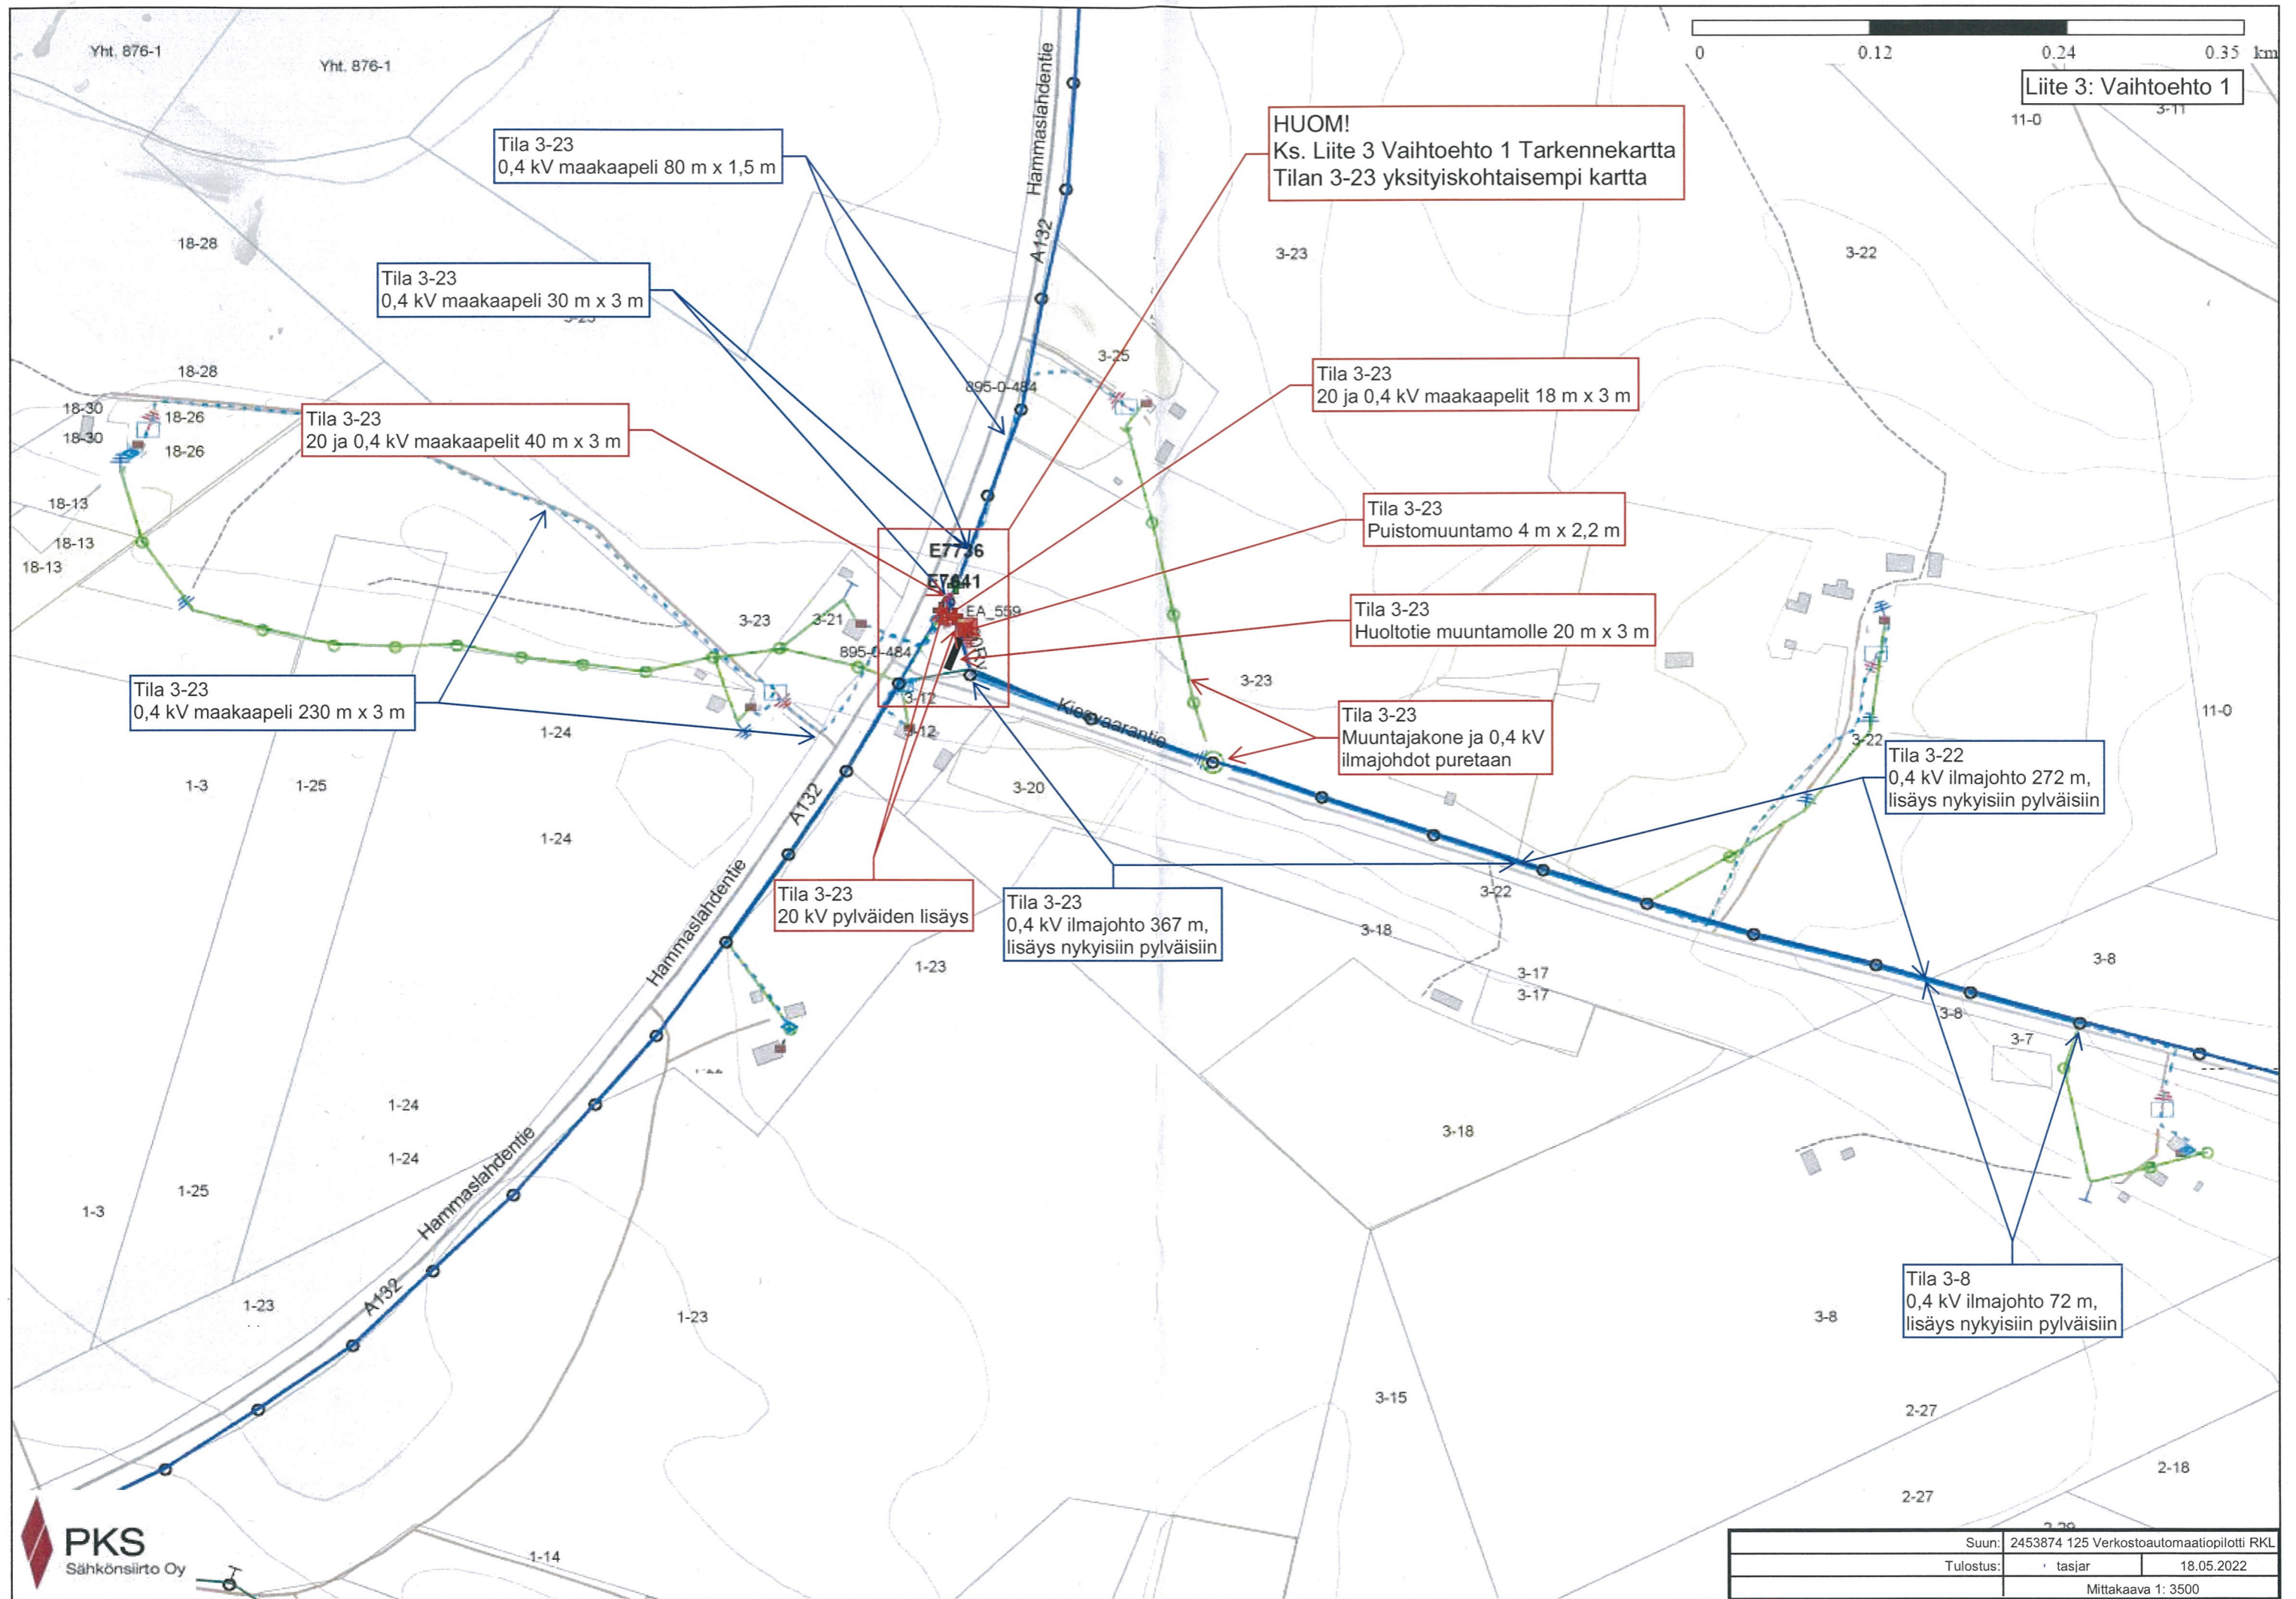 Yht. 876-1
Yht. 876-1
0 0.12 0.24 0.35 km
Liite 3: Vaihtoehto 1
3-11
11-0
HUOM!
Ks. Liite 3 Vaihtoehto 1 Tarkennekartta
Tilan 3-23 yksityiskohtaisempi kartta
Tila 3-23
0,4 kV maakaapeli 80 m x 1,5 m
Hammaslahdentie
A132
18-28
3-23
3-22
Tila 3-23
0,4 kV maakaapeli 30 m x 3 m
3-23
18-28
3-25
895-0-484
Tila 3-23
20 ja 0,4 kV maakaapelit 18 m x 3 m
18-30
18-26
18-30
18-26
Tila 3-23
20 ja 0,4 kV maakaapelit 40 m x 3 m
18-13
18-13
18-13
Tila 3-23
Puistomuuntamo 4 m x 2,2 m
E7736
E7641
EA_559
3-23
3-21
895-0-484
Tila 3-23
Huoltotie muuntamolle 20 m x 3 m
3-12
3-12
3-23
Kiesvaarantie
Tila 3-23
0,4 kV maakaapeli 230 m x 3 m
Tila 3-23
Muuntajakone ja 0,4 kV
ilmajohdot puretaan
11-0
3-22
Tila 3-22
0,4 kV ilmajohto 272 m,
lisäys nykyisiin pylväisiin
1-24
1-3
1-25
3-20
A132
1-24
Hammaslahdentie
Tila 3-23
20 kV pylväiden lisäys
Tila 3-23
0,4 kV ilmajohto 367 m,
lisäys nykyisiin pylväisiin
3-22
3-18
1-23
3-17
3-17
3-8
3-8
3-7
1-24
3-18
1-24
Hammaslahdentie
1-25
1-3
A132
1-23
1-23
Tila 3-8
0,4 kV ilmajohto 72 m,
lisäys nykyisiin pylväisiin
3-8
3-15
2-27
2-18
2-27
1-14
PKS
Sähkönsiirto Oy
Suun: 2453874 125 Verkostoautomaatiopilotti RKL
Tulostus: tasjar 18.05.2022
Mittakaava 1: 3500